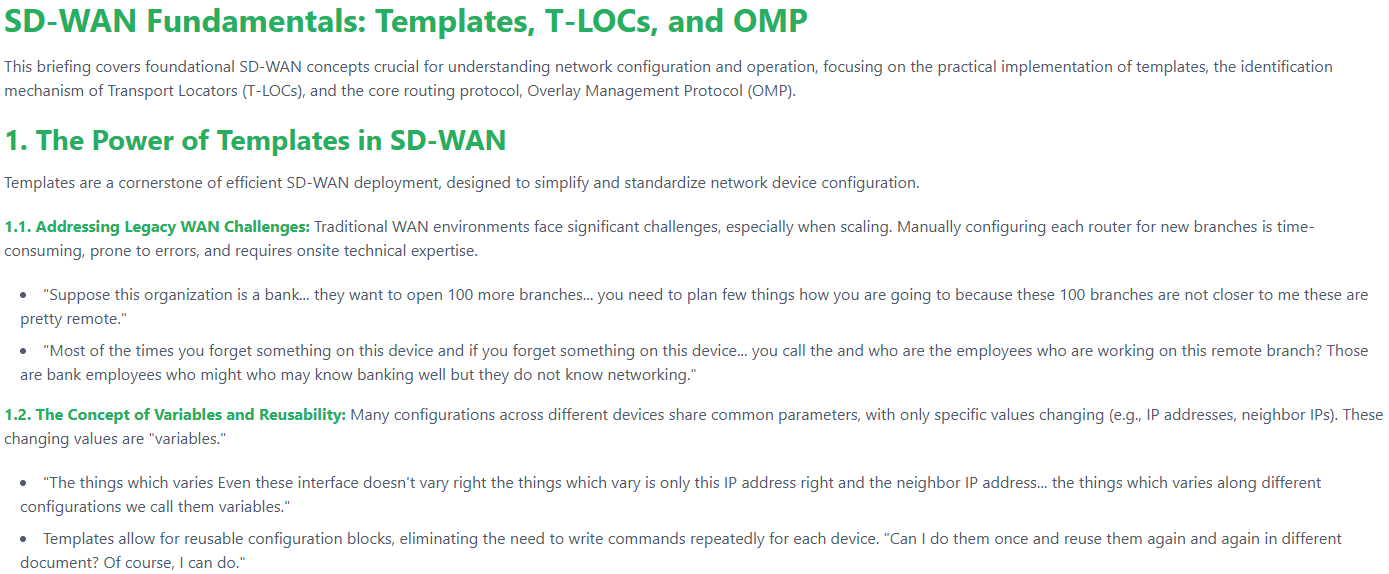 SD-WAN Fundamentals: Templates, T-LOCs, and OMP
This briefing covers foundational SD-WAN concepts crucial for understanding network configuration and operation, focusing on the practical implementation of templates, the identification
mechanism of Transport Locators (T-LOCs), and the core routing protocol, Overlay Management Protocol (OMP).
1. The Power of Templates in SD-WAN
Templates are a cornerstone of efficient SD-WAN deployment, designed to simplify and standardize network device configuration.
1.1. Addressing Legacy WAN Challenges: Traditional WAN environments face significant challenges, especially when scaling. Manually configuring each router for new branches is time-
consuming, prone to errors, and requires onsite technical expertise.
• "Suppose this organization is a bank... they want to open 100 more branches... you need to plan few things how you are going to because these 100 branches are not closer to me these are
pretty remote."
• "Most of the times you forget something on this device and if you forget something on this device... you call the and who are the employees who are working on this remote branch? Those
are bank employees who might who may know banking well but they do not know networking."
1.2. The Concept of Variables and Reusability: Many configurations across different devices share common parameters, with only specific values changing (e.g., IP addresses, neighbor IPs). These
changing values are "variables."
• "The things which varies Even these interface doesn't vary right the things which vary is only this IP address right and the neighbor IP address... the things which varies along different
configurations we call them variables."
• Templates allow for reusable configuration blocks, eliminating the need to write commands repeatedly for each device. "Can I do them once and reuse them again and again in different
document? Of course, I can do."